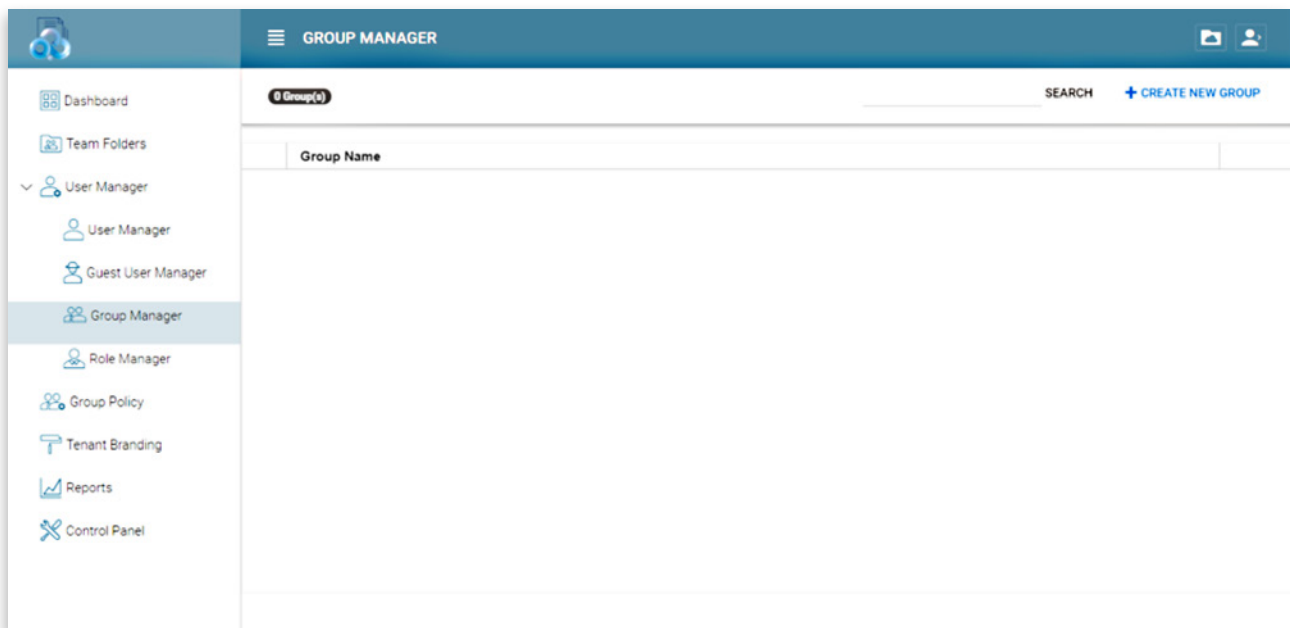 GROUP MANAGER
0 Group(s)
SEARCH
CREATE NEW GROUP
Group Name
Dashboard
Team Folders
User Manager
User Manager
Guest User Manager
Group Manager
Role Manager
Group Policy
Tenant Branding
Reports
Control Panel